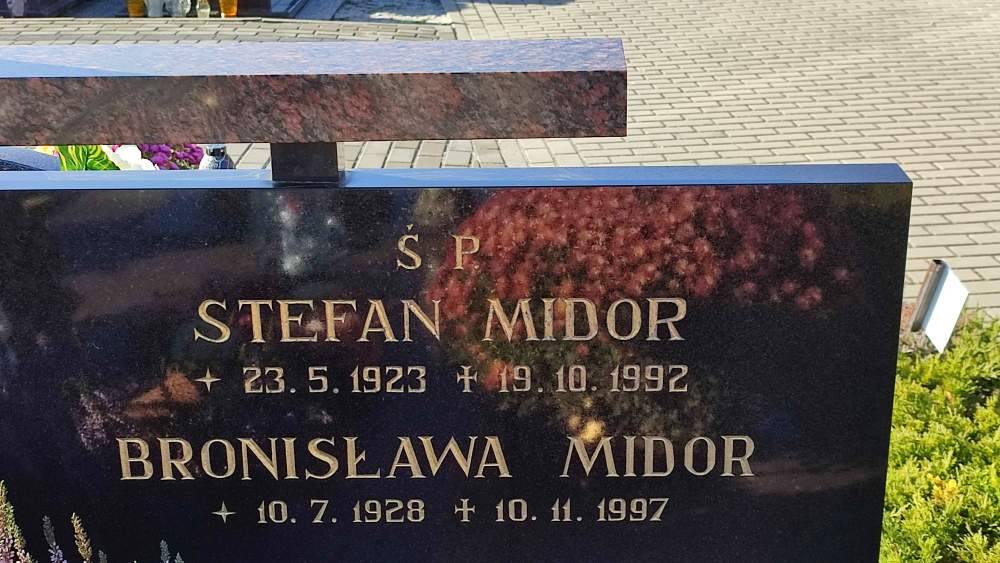 Ś P
STEFAN MIDOR
✦ 23. 5. 1923 ✝ 19. 10. 1992
BRONISŁAWA MIDOR
✦ 10. 7. 1928 ✝ 10. 11. 1997